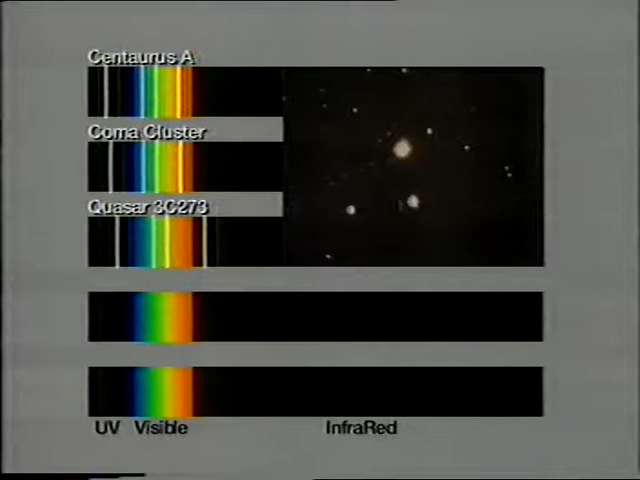 Centaurus A
Coma Cluster
Quasar 3C273
UV Visible InfraRed